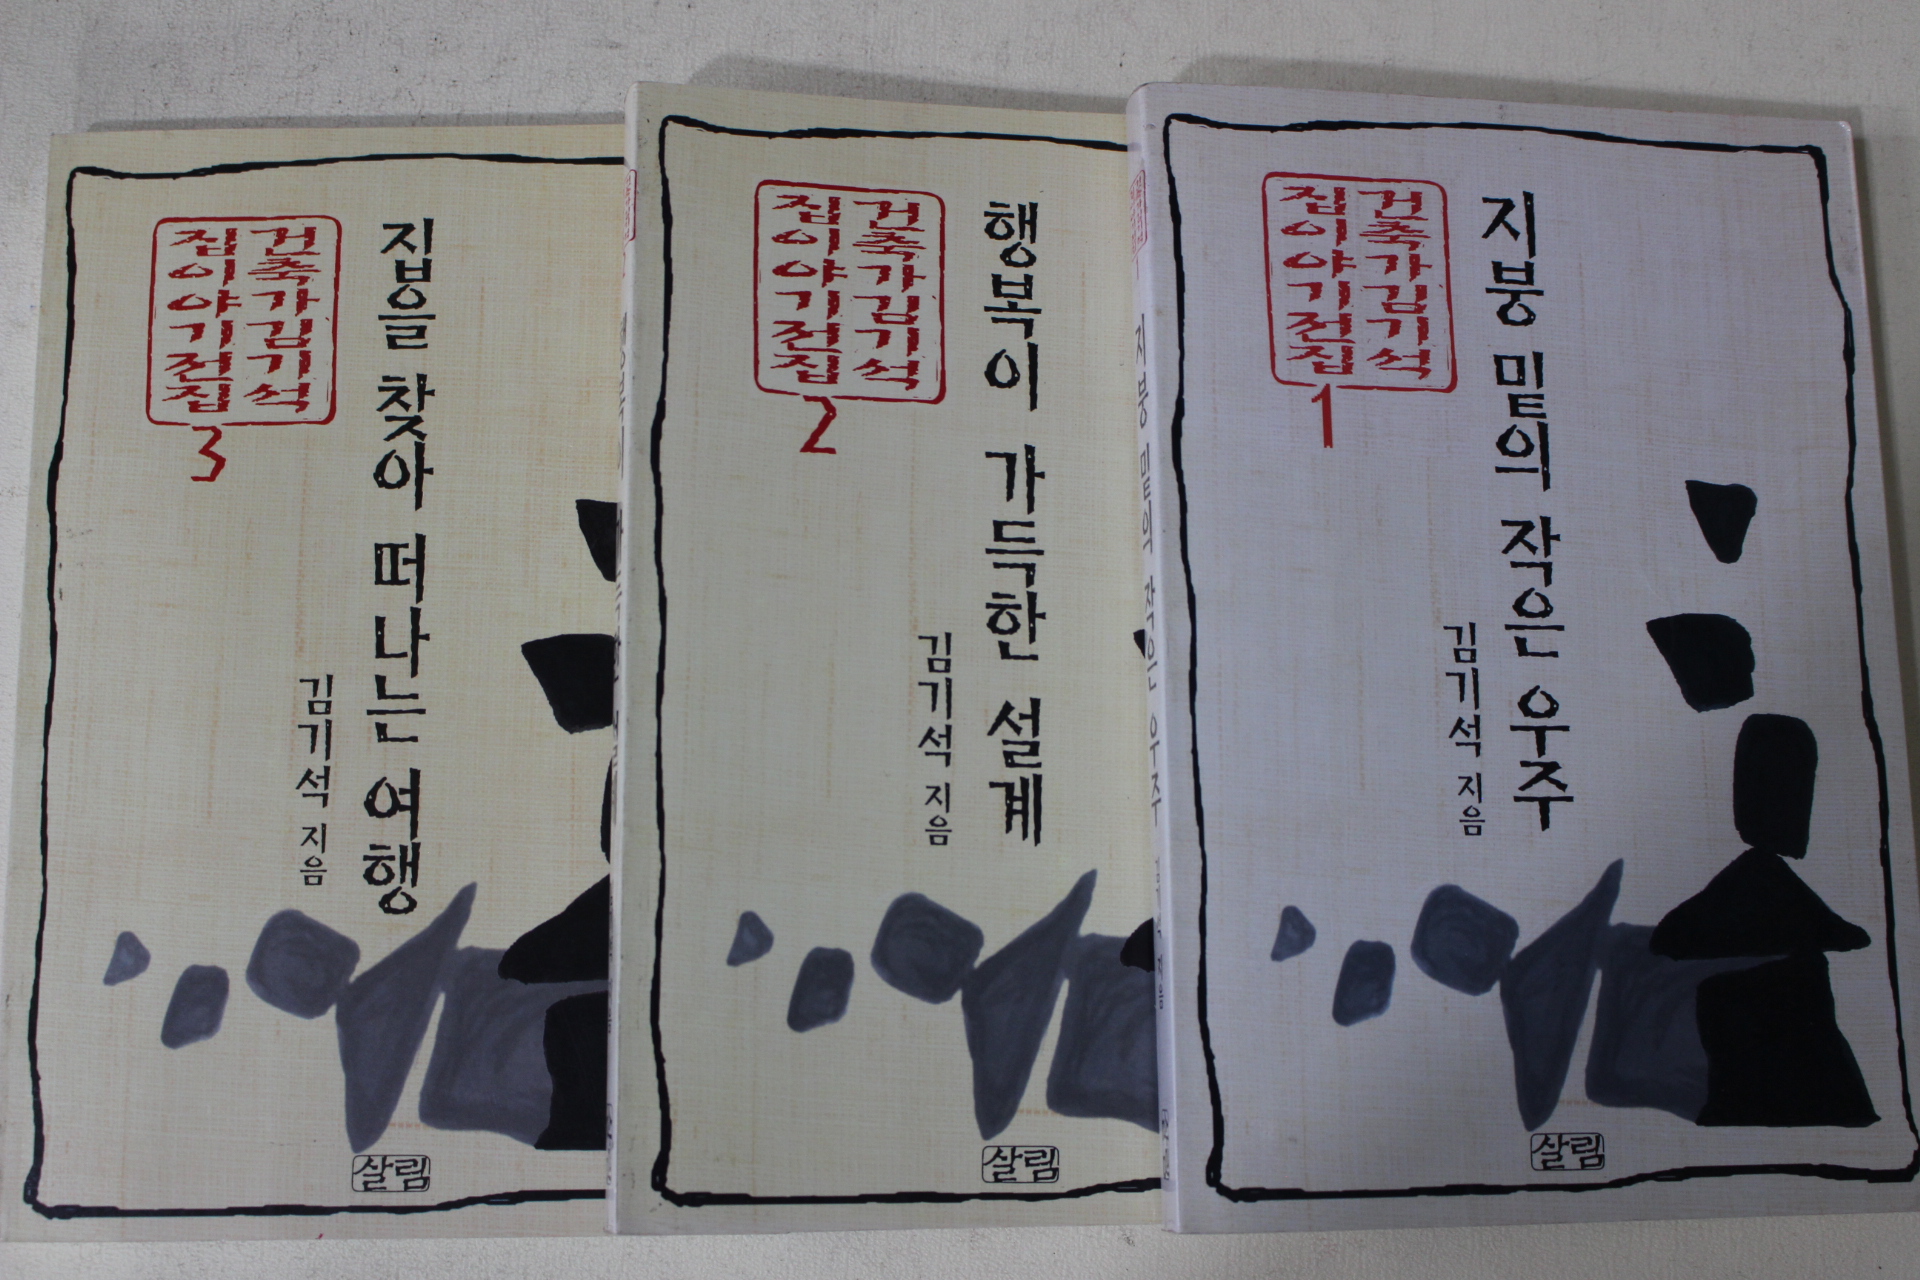 건축가김기석
집이야기전집
3
집을 찾아 떠나는 여행
김기석 지음
살림
건축가김기석
집이야기전집
2
행복이 가득한 설계
김기석 지음
살림
지붕 밑의 작은 우주
건축가김기석
집이야기전집
1
지붕 밑의 작은 우주
김기석 지음
살림